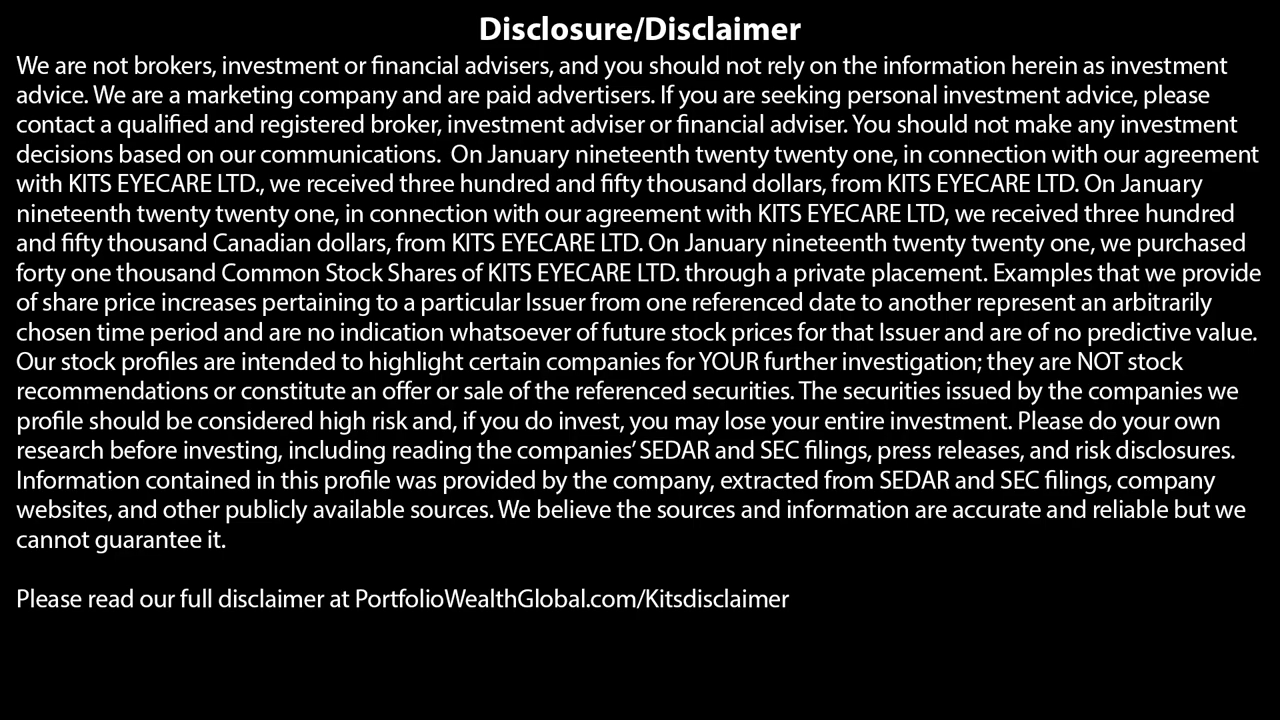 Disclosure/Disclaimer
We are not brokers, investment or financial advisers, and you should not rely on the information herein as investment
advice. We are a marketing company and are paid advertisers. If you are seeking personal investment advice, please
contact a qualified and registered broker, investment adviser or financial adviser. You should not make any investment
decisions based on our communications.  On January nineteenth twenty twenty one, in connection with our agreement
with KITS EYECARE LTD., we received three hundred and fifty thousand dollars, from KITS EYECARE LTD. On January
nineteenth twenty twenty one, in connection with our agreement with KITS EYECARE LTD, we received three hundred
and fifty thousand Canadian dollars, from KITS EYECARE LTD. On January nineteenth twenty twenty one, we purchased
forty one thousand Common Stock Shares of KITS EYECARE LTD. through a private placement. Examples that we provide
of share price increases pertaining to a particular Issuer from one referenced date to another represent an arbitrarily
chosen time period and are no indication whatsoever of future stock prices for that Issuer and are of no predictive value.
Our stock profiles are intended to highlight certain companies for YOUR further investigation; they are NOT stock
recommendations or constitute an offer or sale of the referenced securities. The securities issued by the companies we
profile should be considered high risk and, if you do invest, you may lose your entire investment. Please do your own
research before investing, including reading the companies’ SEDAR and SEC filings, press releases, and risk disclosures.
Information contained in this profile was provided by the company, extracted from SEDAR and SEC filings, company
websites, and other publicly available sources. We believe the sources and information are accurate and reliable but we
cannot guarantee it.
Please read our full disclaimer at PortfolioWealthGlobal.com/Kitsdisclaimer